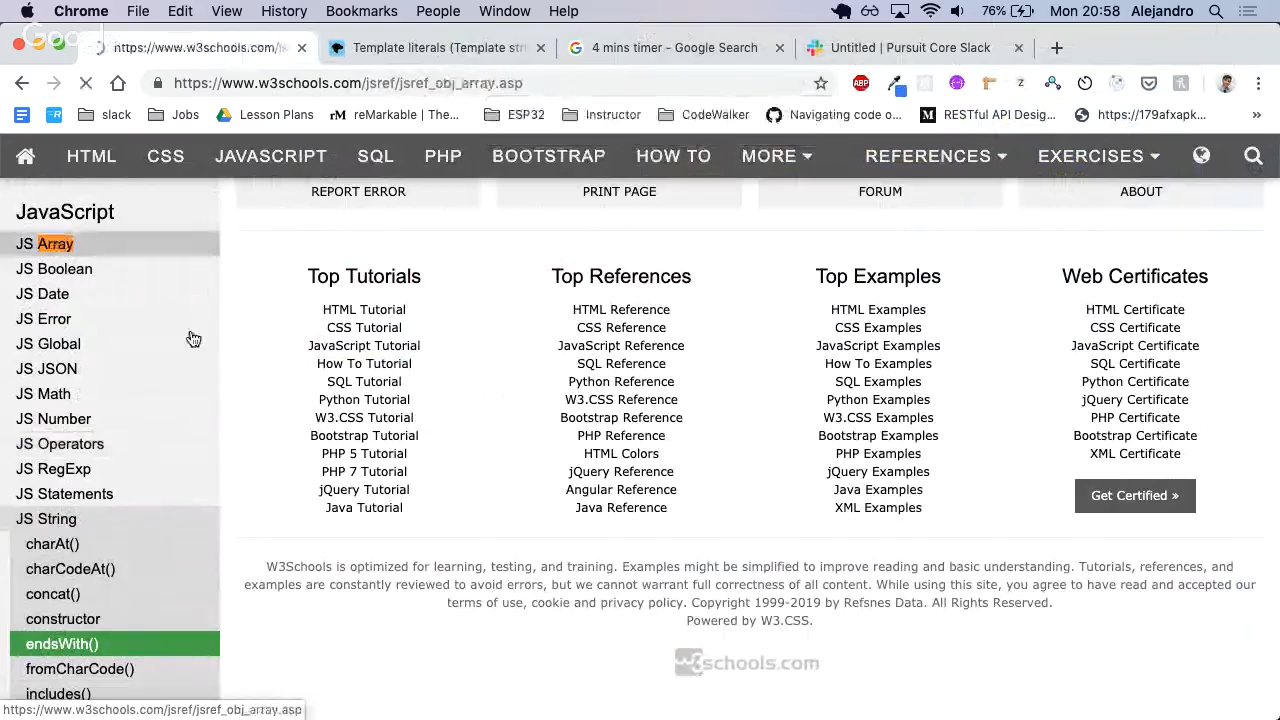 Chrome File Edit View History Bookmarks People Window Help 76% Mon 20:58 Alejandro
https://www.w3schools.com/jsr Template literals (Template str 4 mins timer - Google Search Untitled | Pursuit Core Slack
https://www.w3schools.com/jsref/jsref_obj_array.asp ABP
slack Jobs Lesson Plans rM reMarkable | The... ESP32 Instructor CodeWalker Navigating code o... RESTful API Desig... https://179afxapk... »
HTML CSS JAVASCRIPT SQL PHP BOOTSTRAP HOW TO MORE REFERENCES EXERCISES
REPORT ERROR PRINT PAGE FORUM ABOUT
JavaScript
JS Array
JS Boolean
JS Date
JS Error
JS Global
JS JSON
JS Math
JS Number
JS Operators
JS RegExp
JS Statements
JS String
charAt()
charCodeAt()
concat()
constructor
endsWith()
fromCharCode()
includes()
Top Tutorials
HTML Tutorial
CSS Tutorial
JavaScript Tutorial
How To Tutorial
SQL Tutorial
Python Tutorial
W3.CSS Tutorial
Bootstrap Tutorial
PHP 5 Tutorial
PHP 7 Tutorial
jQuery Tutorial
Java Tutorial
Top References
HTML Reference
CSS Reference
JavaScript Reference
SQL Reference
Python Reference
W3.CSS Reference
Bootstrap Reference
PHP Reference
HTML Colors
jQuery Reference
Angular Reference
Java Reference
Top Examples
HTML Examples
CSS Examples
JavaScript Examples
How To Examples
SQL Examples
Python Examples
W3.CSS Examples
Bootstrap Examples
PHP Examples
jQuery Examples
Java Examples
XML Examples
Web Certificates
HTML Certificate
CSS Certificate
JavaScript Certificate
SQL Certificate
Python Certificate
jQuery Certificate
PHP Certificate
Bootstrap Certificate
XML Certificate
Get Certified »
W3Schools is optimized for learning, testing, and training. Examples might be simplified to improve reading and basic understanding. Tutorials, references, and
examples are constantly reviewed to avoid errors, but we cannot warrant full correctness of all content. While using this site, you agree to have read and accepted our
terms of use, cookie and privacy policy. Copyright 1999-2019 by Refsnes Data. All Rights Reserved.
Powered by W3.CSS.
w3schools.com
https://www.w3schools.com/jsref/jsref_obj_array.asp